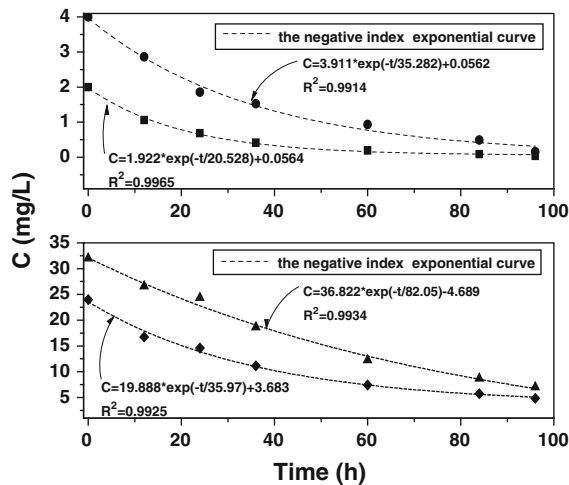 4
3
2
1
0
the negative index exponential curve
C=3.911*exp(-t/35.282)+0.0562
R²=0.9914
C=1.922*exp(-t/20.528)+0.0564
R²=0.9965
0 20 40 60 80 100
C (mg/L)
35
30
25
20
15
10
5
the negative index exponential curve
C=36.822*exp(-t/82.05)-4.689
R²=0.9934
C=19.888*exp(-t/35.97)+3.683
R²=0.9925
0 20 40 60 80 100
Time (h)